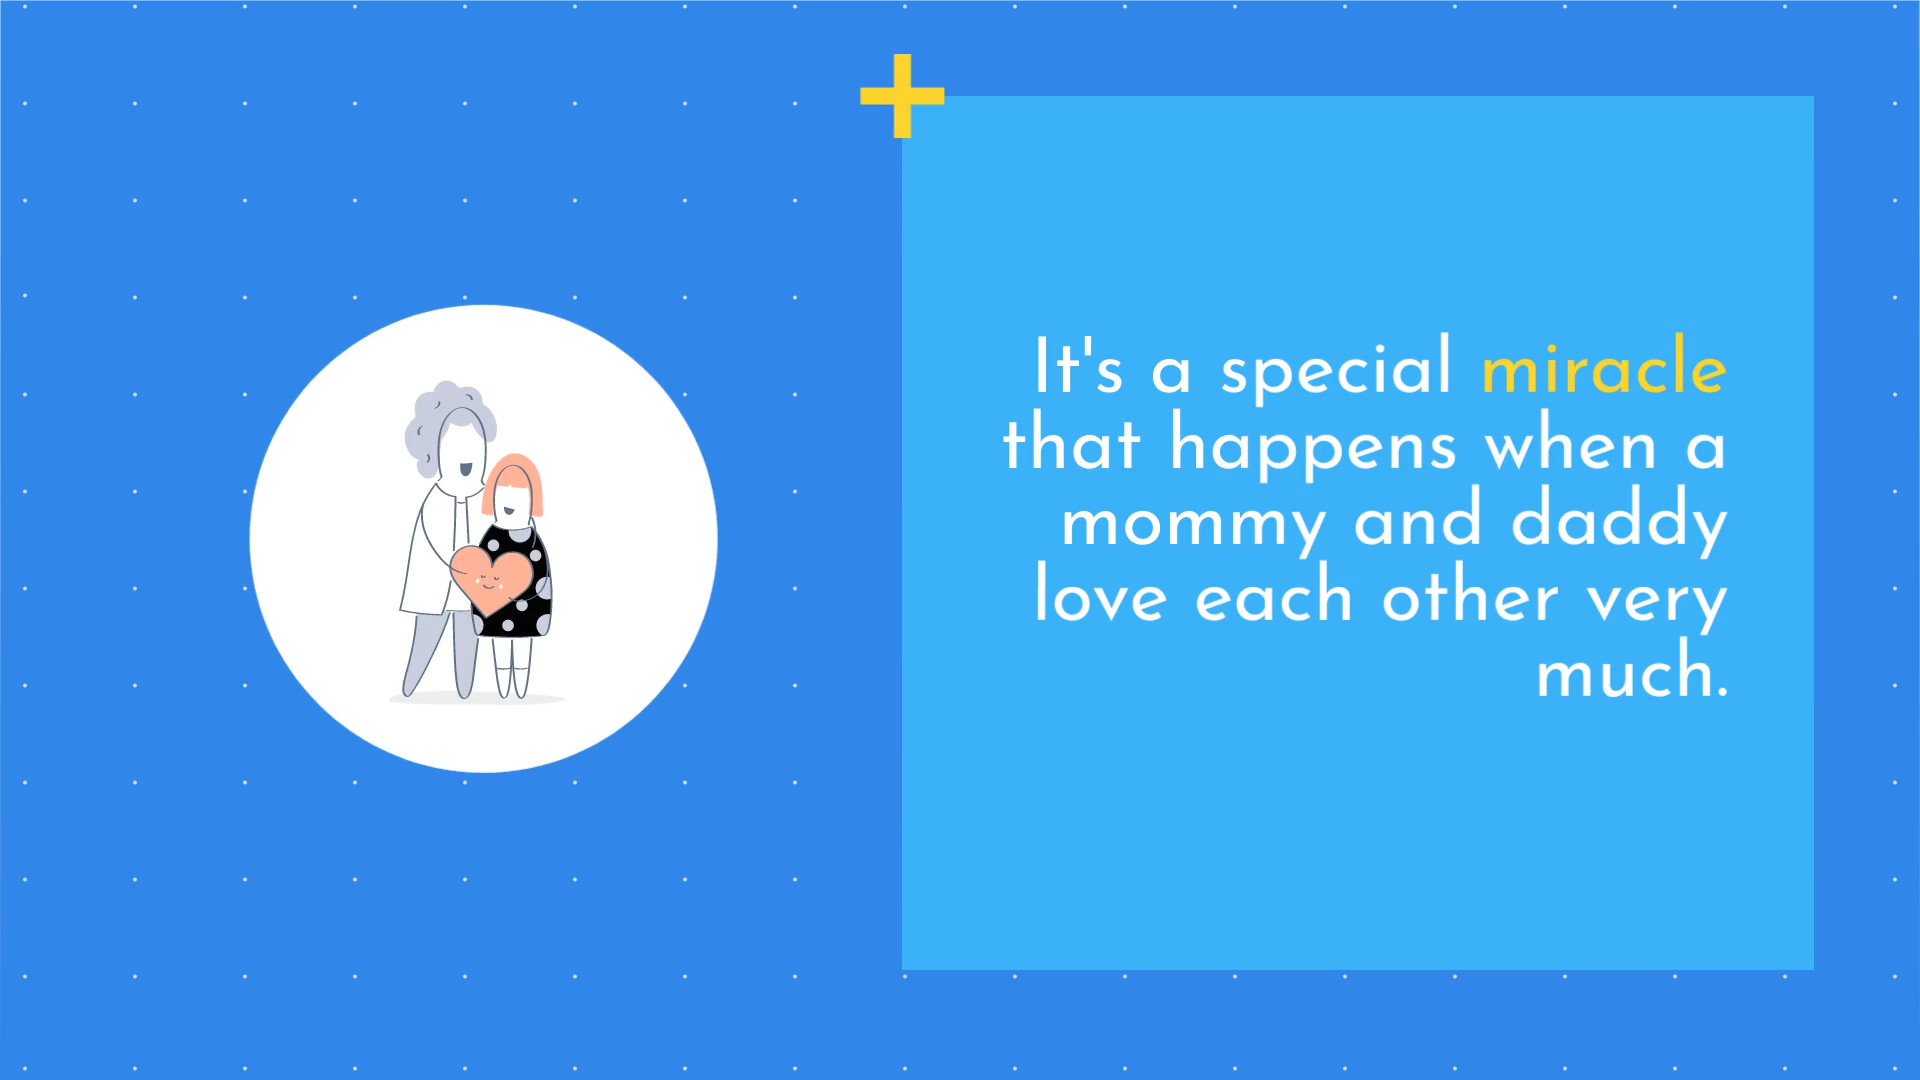 It's a special miracle
that happens when a
mommy and daddy
love each other very
much.